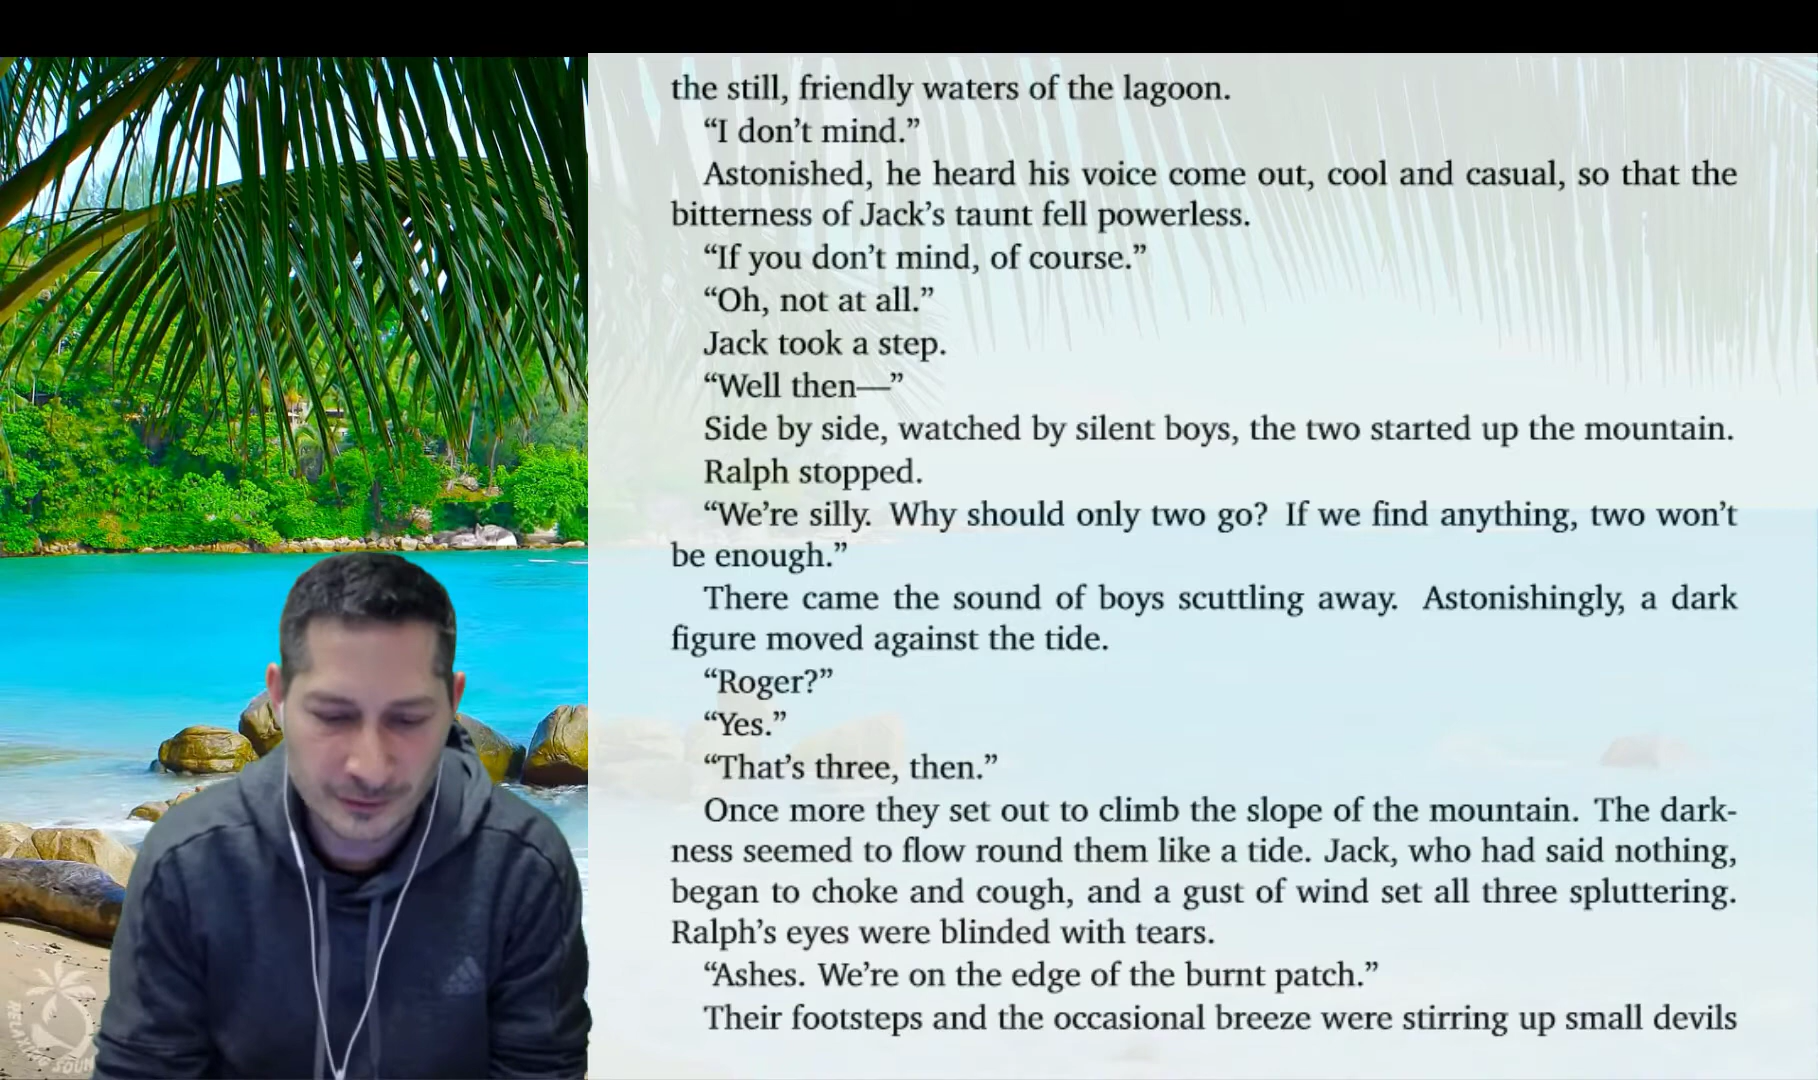 the still, friendly waters of the lagoon.
“I don’t mind.”
Astonished, he heard his voice come out, cool and casual, so that the
bitterness of Jack’s taunt fell powerless.
“If you don’t mind, of course.”
“Oh, not at all.”
Jack took a step.
“Well then—”
Side by side, watched by silent boys, the two started up the mountain.
Ralph stopped.
“We’re silly. Why should only two go? If we find anything, two won’t
be enough.”
There came the sound of boys scuttling away. Astonishingly, a dark
figure moved against the tide.
“Roger?”
“Yes.”
“That’s three, then.”
Once more they set out to climb the slope of the mountain. The dark-
ness seemed to flow round them like a tide. Jack, who had said nothing,
began to choke and cough, and a gust of wind set all three spluttering.
Ralph’s eyes were blinded with tears.
“Ashes. We’re on the edge of the burnt patch.”
Their footsteps and the occasional breeze were stirring up small devils
RELAXING SOUN